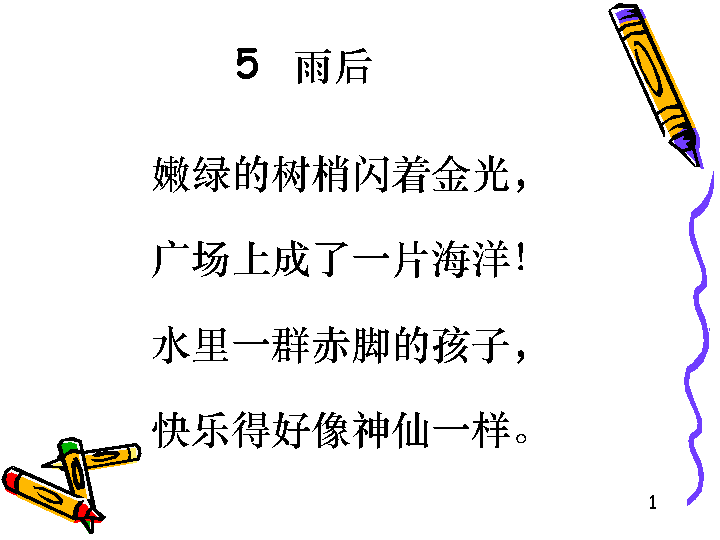 5 雨后
嫩绿的树梢闪着金光，
广场上成了一片海洋！
水里一群赤脚的孩子，
快乐得好像神仙一样。
1